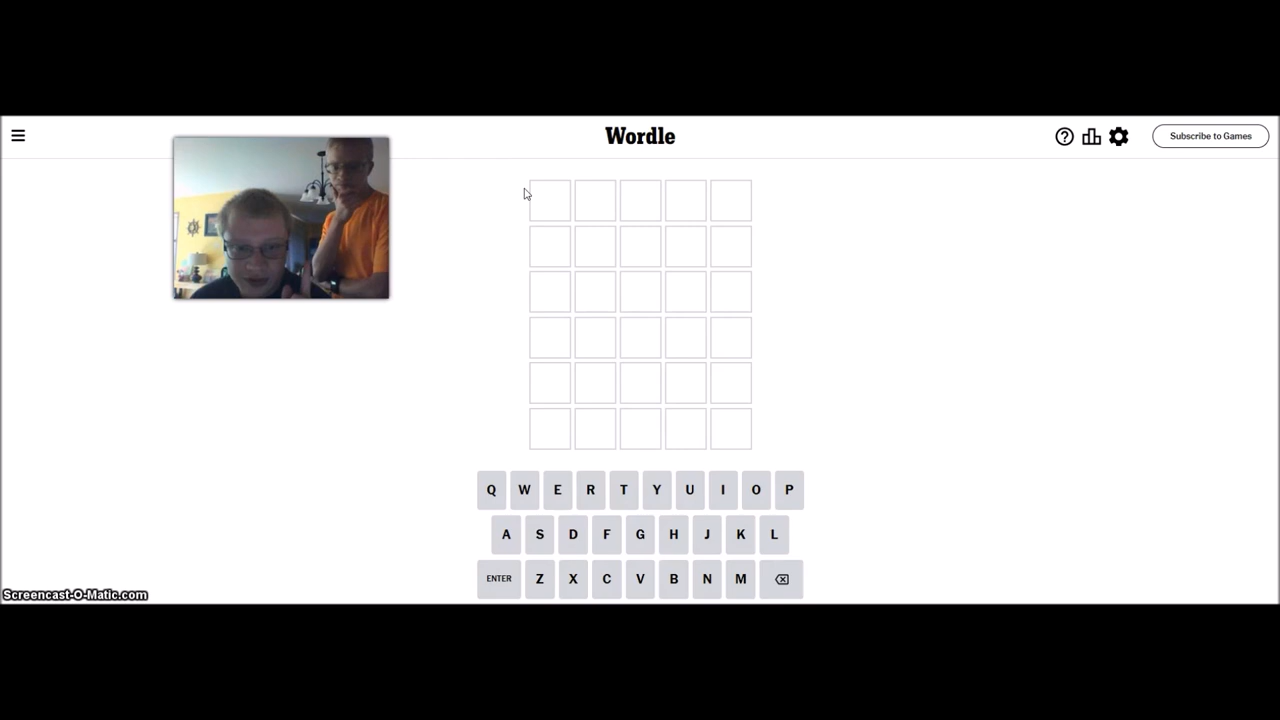 Wordle
Subscribe to Games
Q W E R T Y U I O P
A S D F G H J K L
ENTER Z X C V B N M
Screencast-O-Matic.com